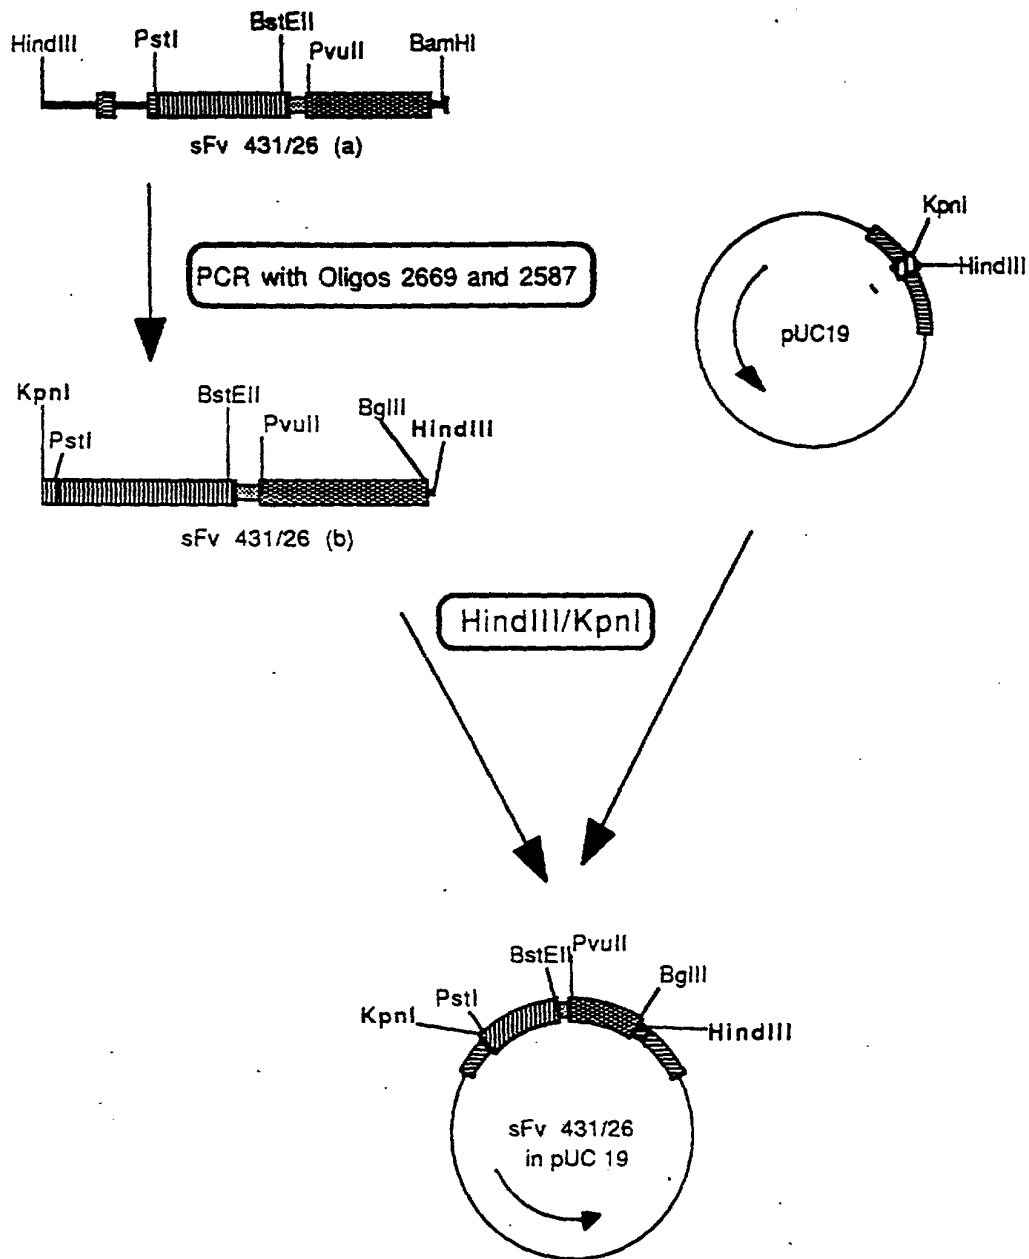 HindIII PstI BstEII PvuII BamHI
sFv 431/26 (a)
PCR with Oligos 2669 and 2587
KpnI
HindIII
pUC19
KpnI PstI BstEII PvuII BglII HindIII
sFv 431/26 (b)
HindIII/KpnI
KpnI PstI BstEII PvuII BglII HindIII
sFv 431/26
in pUC 19